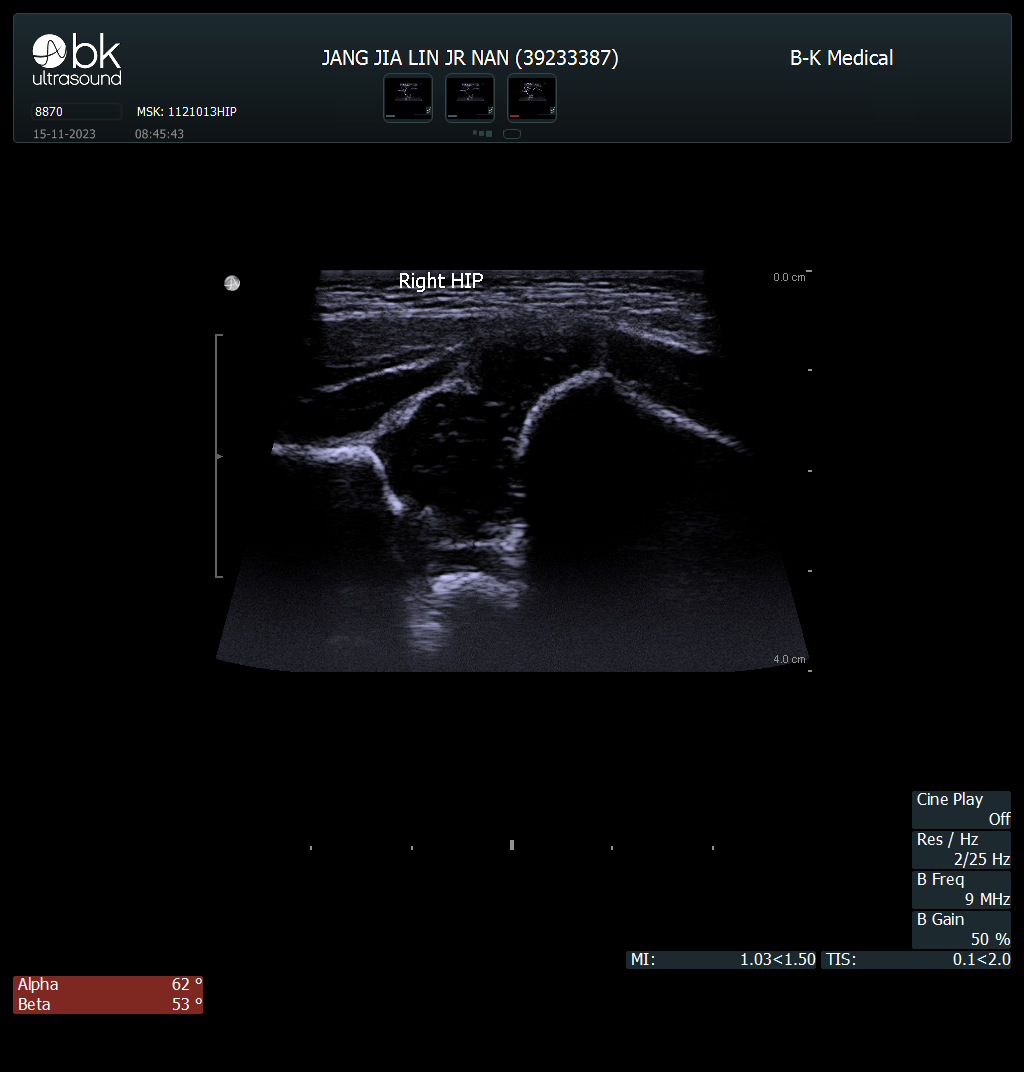 bk
ultrasound
JANG JIA LIN JR NAN (39233387)
B-K Medical
8870
MSK: 1121013HIP
15-11-2023
08:45:43
Right HIP
0.0 cm
4.0 cm
Cine Play
Off
Res / Hz
2/25 Hz
B Freq
9 MHz
B Gain
50 %
MI: 1.03<1.50
TIS: 0.1<2.0
Alpha 62 °
Beta 53 °